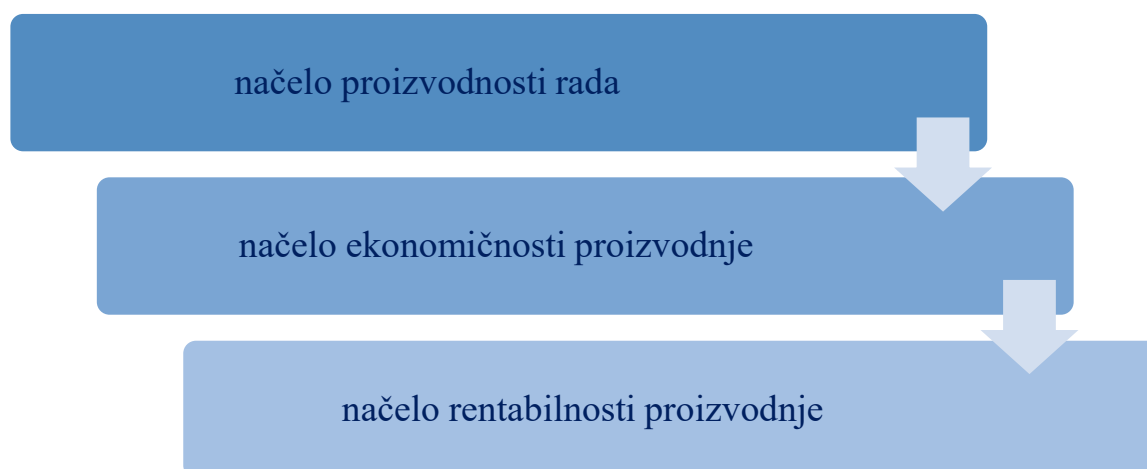 načelo proizvodnosti rada
načelo ekonomičnosti proizvodnje
načelo rentabilnosti proizvodnje